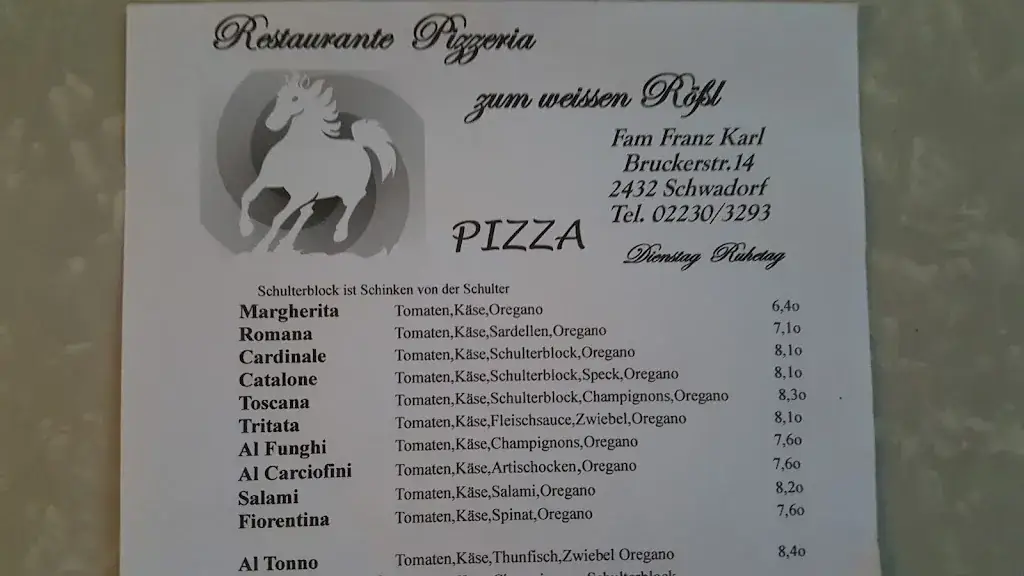 Restaurante Pizzeria
zum weissen Rößl
Fam Franz Karl
Bruckerstr.14
2432 Schwadorf
Tel. 02230/3293
PIZZA
Dienstag Ruhetag
Schulterblock ist Schinken von der Schulter
Margherita Tomaten,Käse,Oregano 6,4o
Romana Tomaten,Käse,Sardellen,Oregano 7,1o
Cardinale Tomaten,Käse,Schulterblock,Oregano 8,1o
Catalone Tomaten,Käse,Schulterblock,Speck,Oregano 8,1o
Toscana Tomaten,Käse,Schulterblock,Champignons,Oregano 8,3o
Tritata Tomaten,Käse,Fleischsauce,Zwiebel,Oregano 8,1o
Al Funghi Tomaten,Käse,Champignons,Oregano 7,6o
Al Carciofini Tomaten,Käse,Artischocken,Oregano 7,6o
Salami Tomaten,Käse,Salami,Oregano 8,2o
Fiorentina Tomaten,Käse,Spinat,Oregano 7,6o
Al Tonno Tomaten,Käse,Thunfisch,Zwiebel Oregano 8,4o